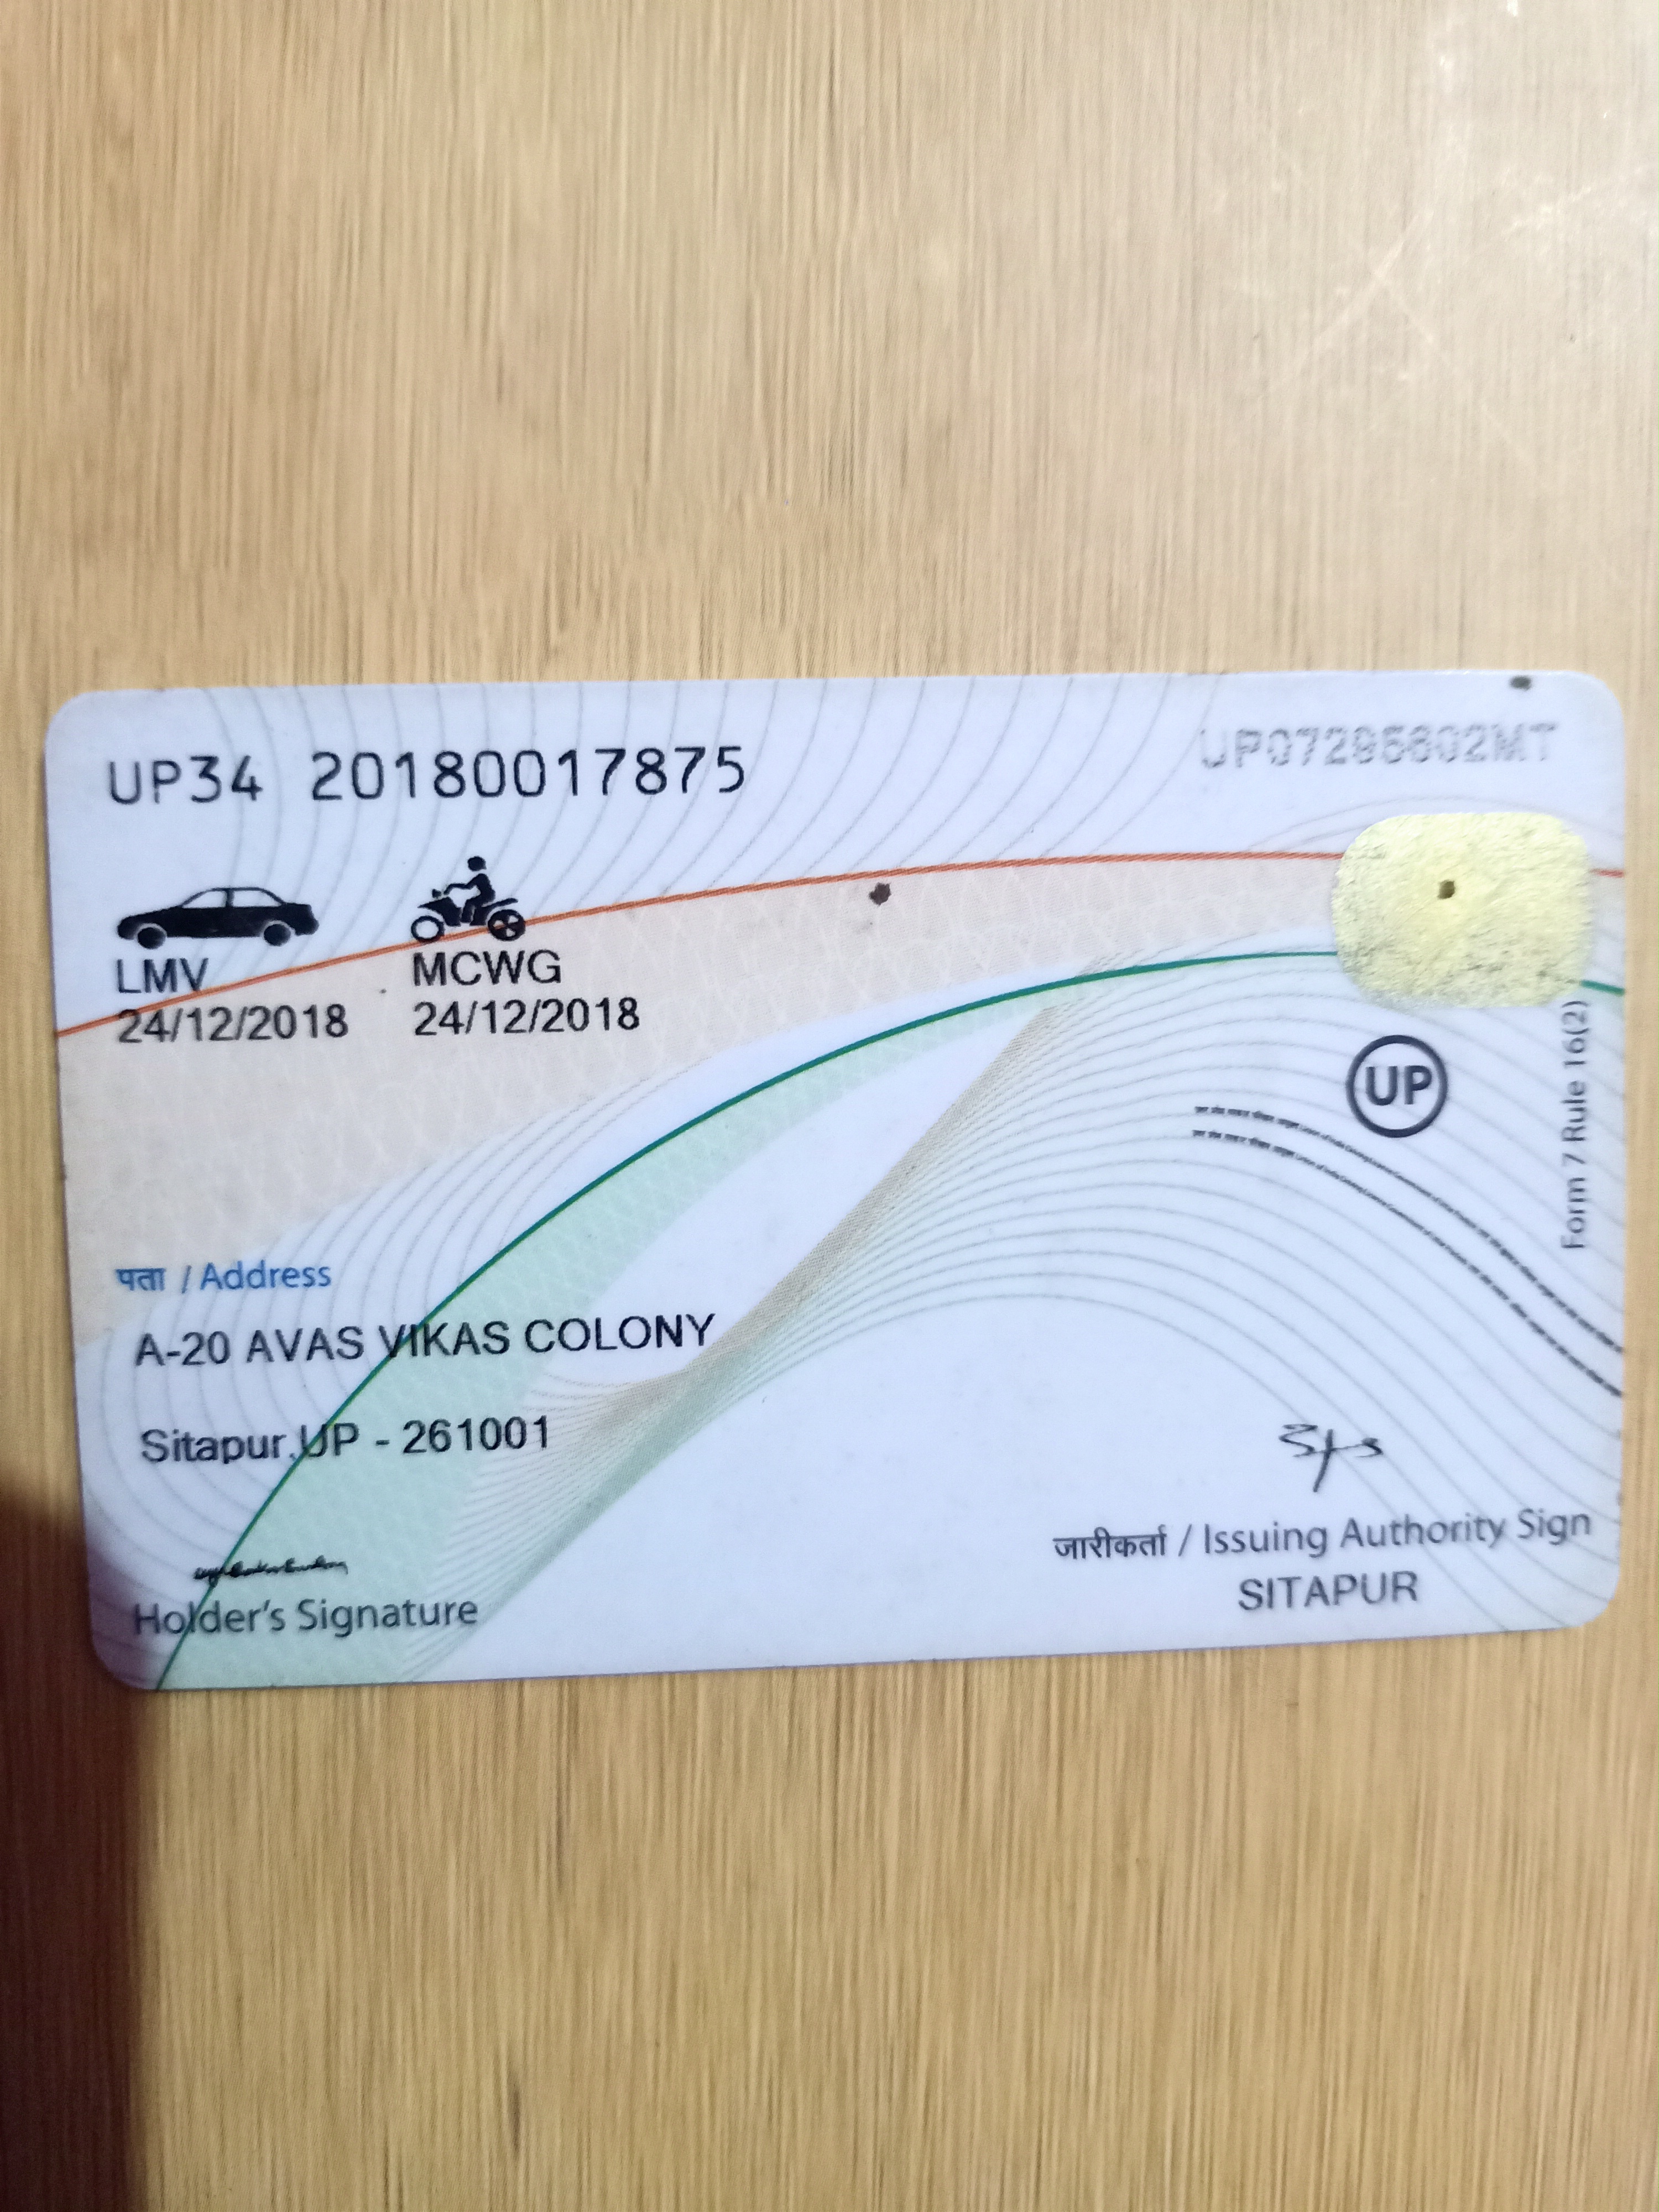 UP34 20180017875
LMV
24/12/2018
MCWG
24/12/2018
UP
Form 7 Rule 16(2)
पता / Address
A-20 AVAS VIKAS COLONY
Sitapur,UP - 261001
Holder's Signature
जारीकर्ता / Issuing Authority Sign
SITAPUR